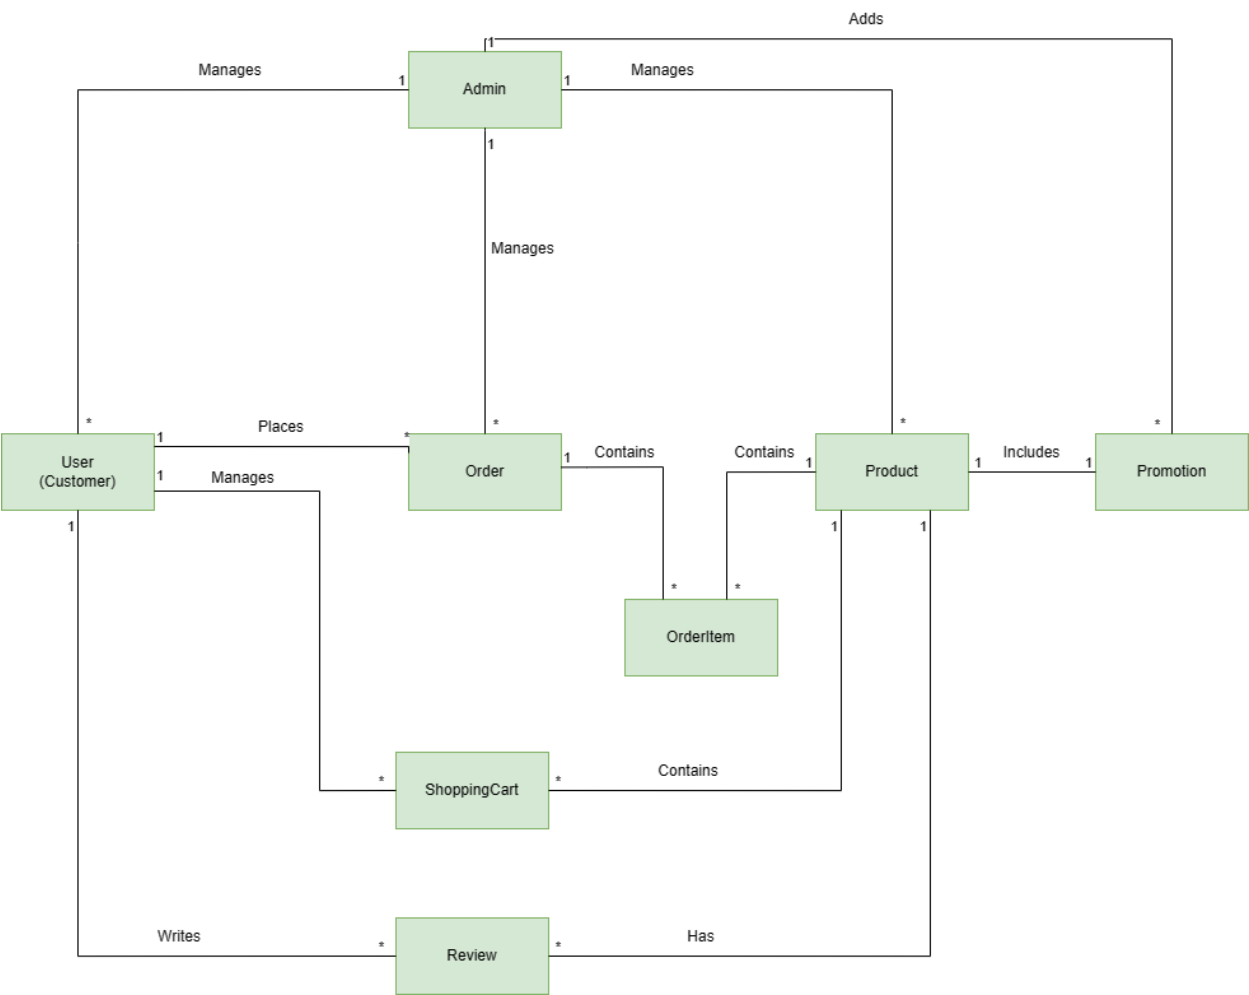 Adds
1
Manages
1
Admin
1
Manages
1
Manages
*
*
*
*
User
(Customer)
1
Places
*
Order
1
Contains
Contains
1
Product
1
Includes
1
Promotion
1
Manages
1
1
1
*
*
OrderItem
*
ShoppingCart
*
Contains
Writes
*
Review
*
Has